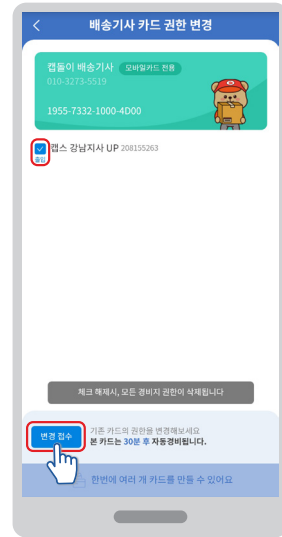 배송기사 카드 권한 변경
캡돌이 배송기사 모바일카드 전용
010-3273-5519
1955-7332-1000-4D00
캡스 강남지사 UP 208155263
출입
체크 해제시, 모든 경비지 권한이 삭제됩니다
변경 접수
기존 카드의 권한을 변경해보세요
본 카드는 30분 후 자동경비됩니다.
한번에 여러 개 카드를 만들 수 있어요